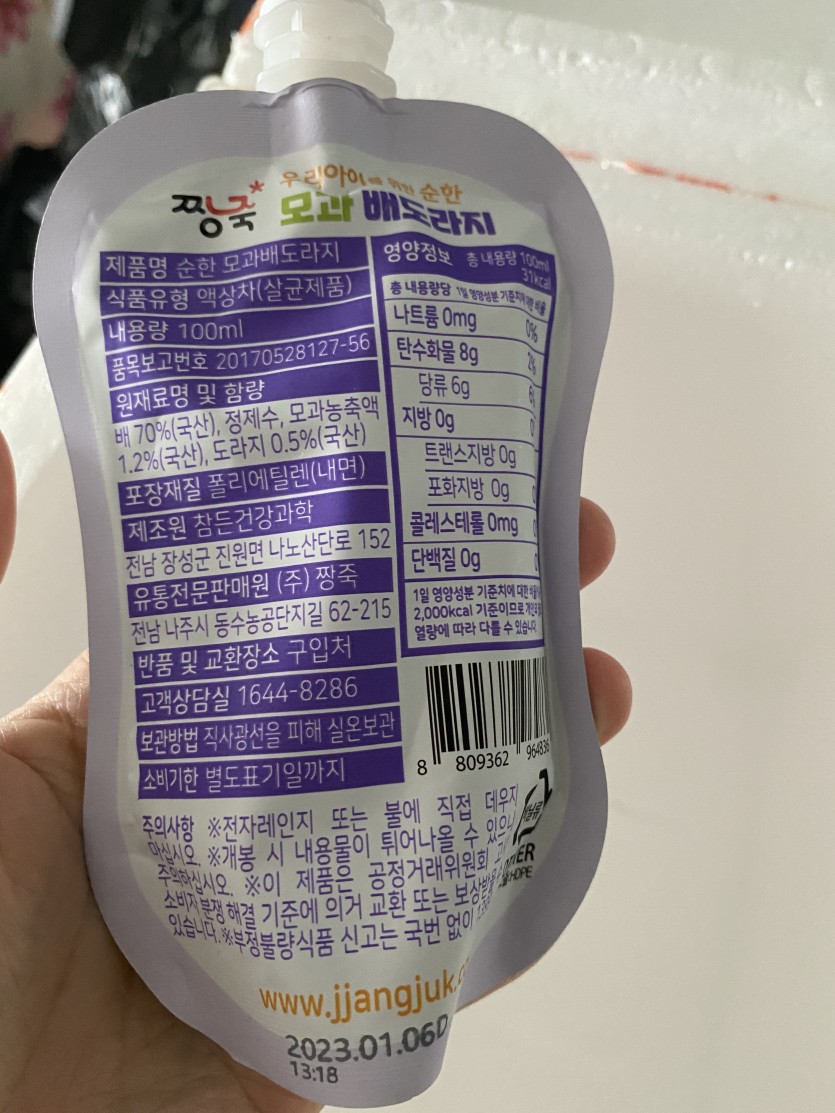 짱죽
우리아이를 위한 순한
모과 배도라지
제품명 순한 모과배도라지
식품유형 액상차(살균제품)
내용량 100ml
품목보고번호 20170528127-56
원재료명 및 함량
배 70%(국산), 정제수, 모과농축액
1.2%(국산), 도라지 0.5%(국산)
포장재질 폴리에틸렌(내면)
제조원 참든건강과학
전남 장성군 진원면 나노산단로 152
유통전문판매원 (주) 짱죽
전남 나주시 동수농공단지길 62-215
반품 및 교환장소 구입처
고객상담실 1644-8286
보관방법 직사광선을 피해 실온보관
소비기한 별도표기일까지
영양정보 총 내용량 100ml
31kcal
총 내용량당 1일 영양성분 기준치에 대한 비율
나트륨 0mg 0%
탄수화물 8g 2%
당류 6g 6%
지방 0g
트랜스지방 0g
포화지방 0g
콜레스테롤 0mg
단백질 0g
1일 영양성분 기준치에 대한
2,000kcal 기준이므로
열량에 따라 다를 수 있습니다.
8 809362 964836
주의사항 ※전자레인지 또는 불에 직접 데우지
마십시오. ※개봉 시 내용물이 튀어나올 수 있으니
주의하십시오. ※이 제품은 공정거래위원회
소비자 분쟁 해결 기준에 의거 교환 또는 보상받을
있습니다. ※부정불량식품 신고는 국번 없이
HDPE
www.jjangjuk.
2023.01.06D
13:18